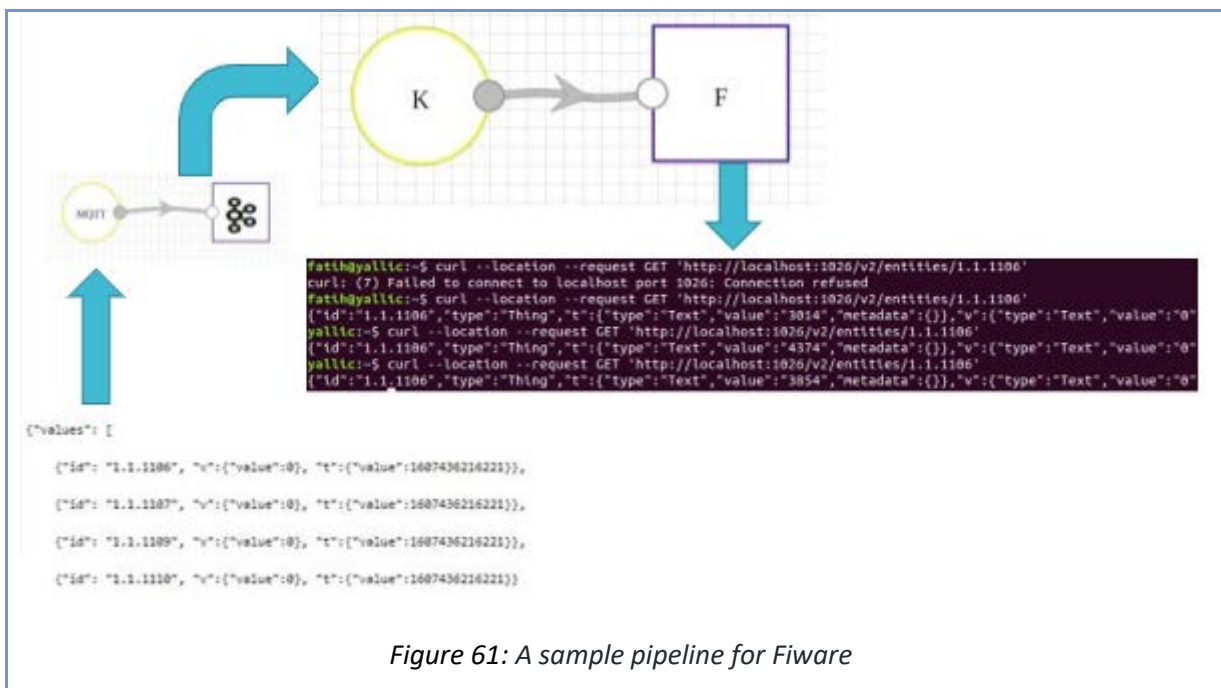 K
F
MQTT
fatih@yallic:~$ curl --location --request GET 'http://localhost:1026/v2/entities/1.1.1106'
curl: (7) Failed to connect to localhost port 1026: Connection refused
fatih@yallic:~$ curl --location --request GET 'http://localhost:1026/v2/entities/1.1.1106'
{"id":"1.1.1106","type":"Thing","t":{"type":"Text","value":"3014","metadata":{}},"v":{"type":"Text","value":"0"
yallic:~$ curl --location --request GET 'http://localhost:1026/v2/entities/1.1.1106'
{"id":"1.1.1106","type":"Thing","t":{"type":"Text","value":"4374","metadata":{}},"v":{"type":"Text","value":"0"
yallic:~$ curl --location --request GET 'http://localhost:1026/v2/entities/1.1.1106'
{"id":"1.1.1106","type":"Thing","t":{"type":"Text","value":"3854","metadata":{}},"v":{"type":"Text","value":"0"
{"values": [
{"id": "1.1.1106", "v":{"value":0}, "t":{"value":1607436216221}},
{"id": "1.1.1107", "v":{"value":0}, "t":{"value":1607436216221}},
{"id": "1.1.1109", "v":{"value":0}, "t":{"value":1607436216221}},
{"id": "1.1.1110", "v":{"value":0}, "t":{"value":1607436216221}}
Figure 61: A sample pipeline for Fiware